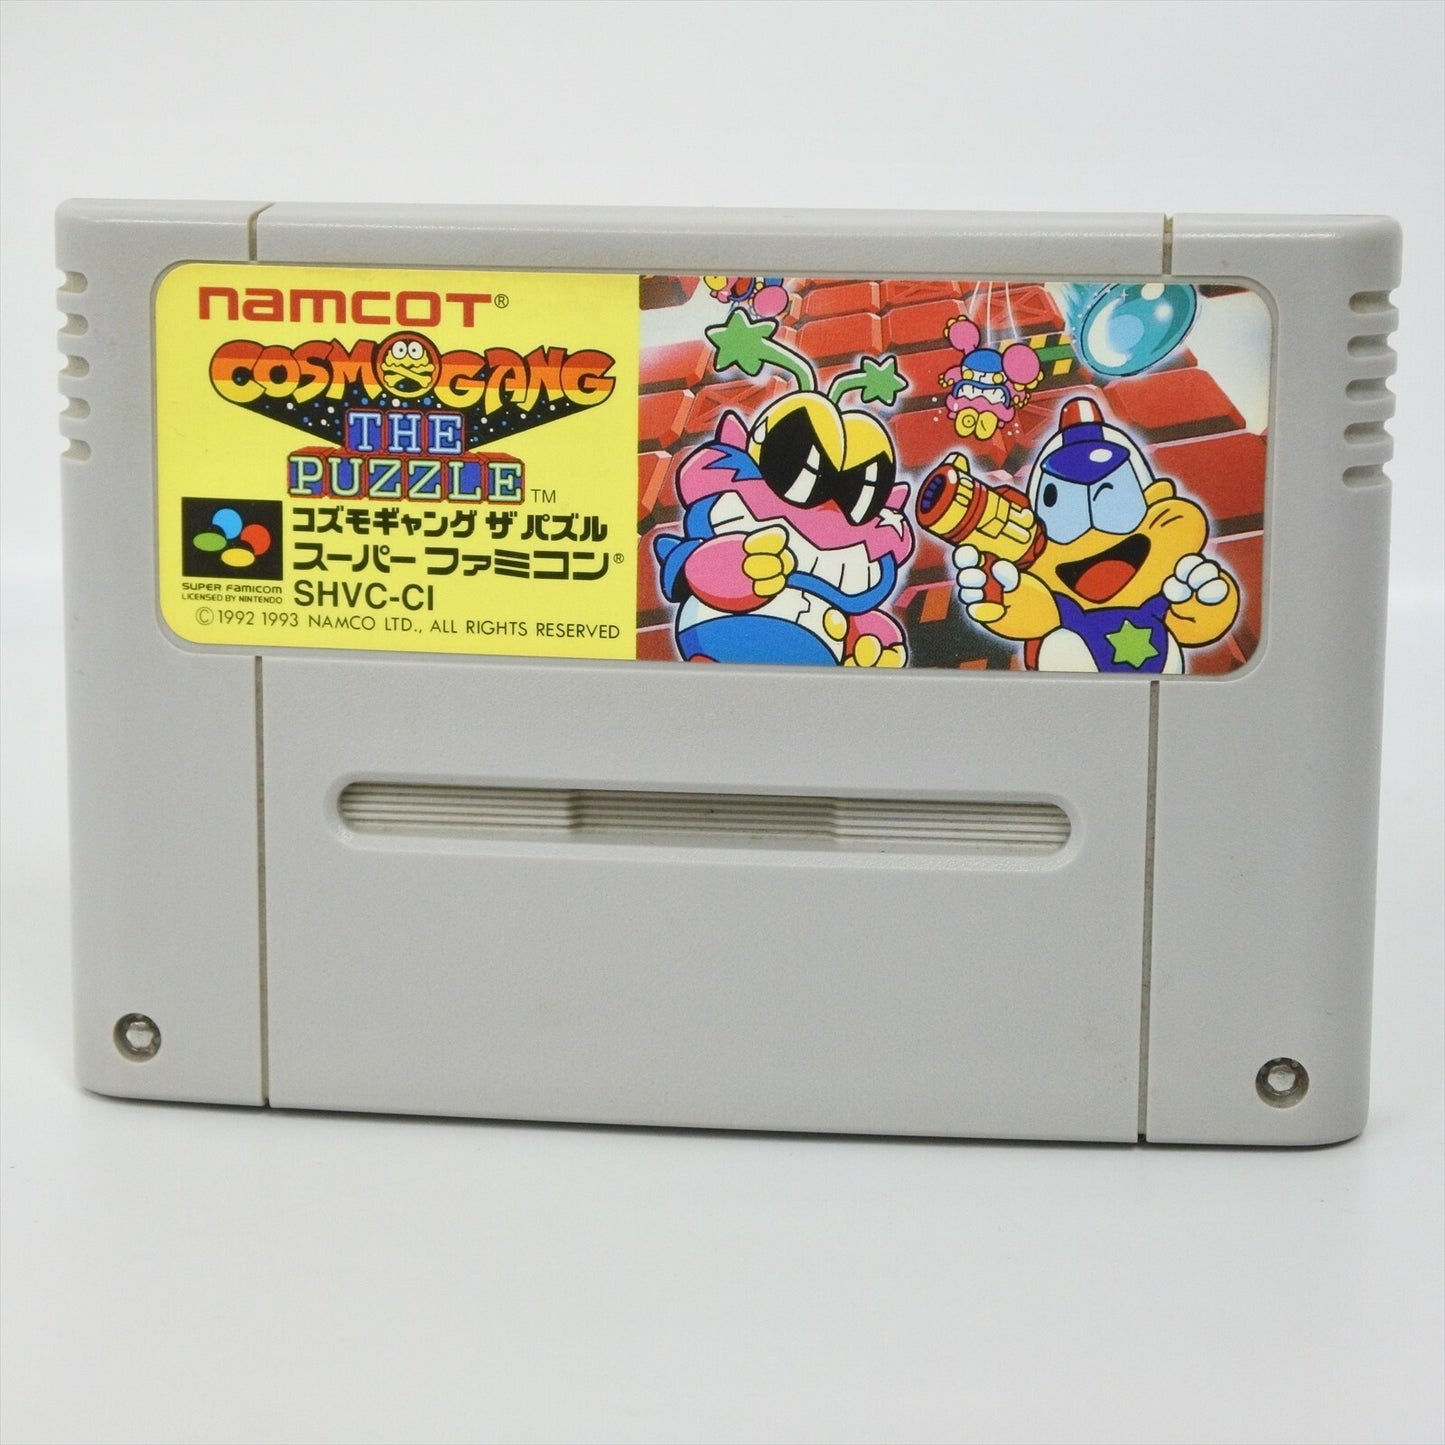 namcot®
COSMO GANG
THE
PUZZLE™
コズモギャング ザ パズル
スーパー ファミコン®
SUPER FAMICOM
LICENSED BY NINTENDO
SHVC-CI
© 1992 1993 NAMCO LTD., ALL RIGHTS RESERVED